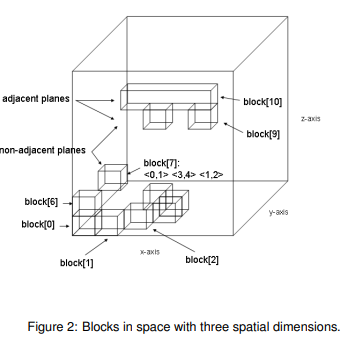 adjacent planes
block[10]
z-axis
block[9]
non-adjacent planes
block[7]:
<0,1> <3,4> <1,2>
block[6]
block[0]
y-axis
x-axis
block[1]
block[2]
Figure 2: Blocks in space with three spatial dimensions.